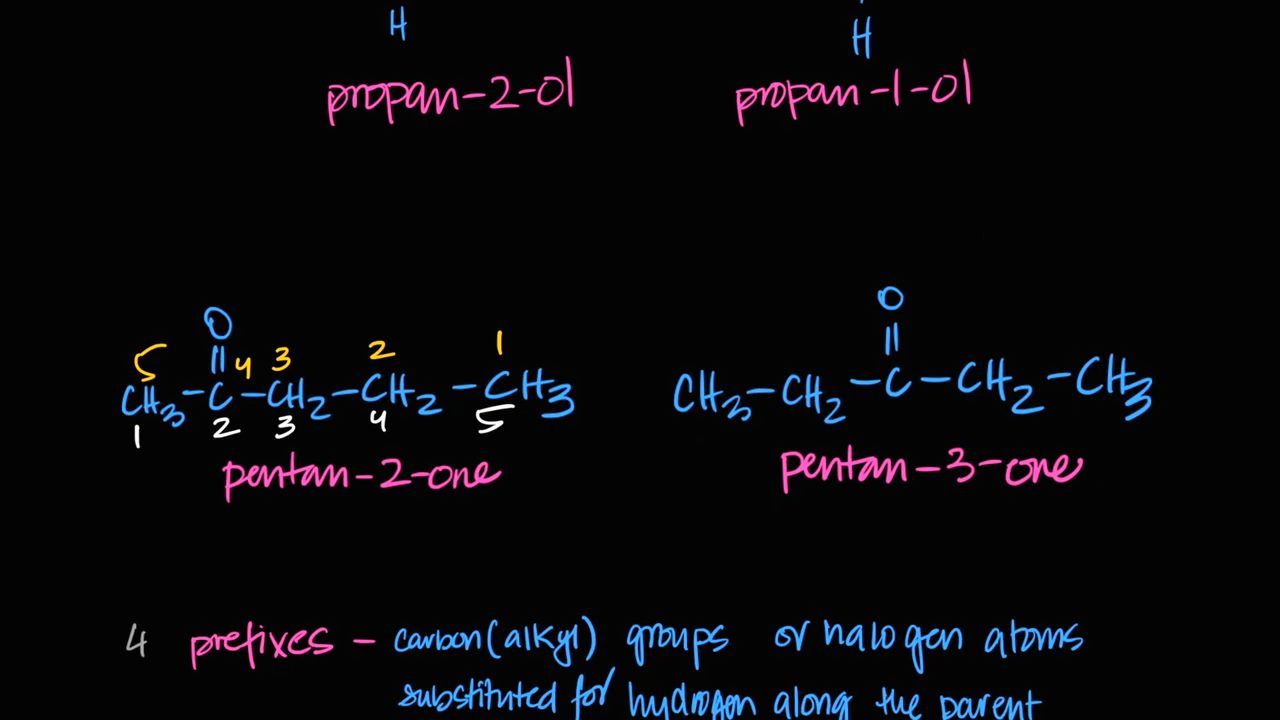 H H
propan-2-ol propan-1-ol
O O
5 4 3 2 1
CH3-C-CH2-CH2-CH3 CH3-CH2-C-CH2-CH3
1 2 3 4 5
pentan-2-one pentan-3-one
4 prefixes - carbon(alkyl) groups or halogen atoms
substituted for hydrogen along the parent